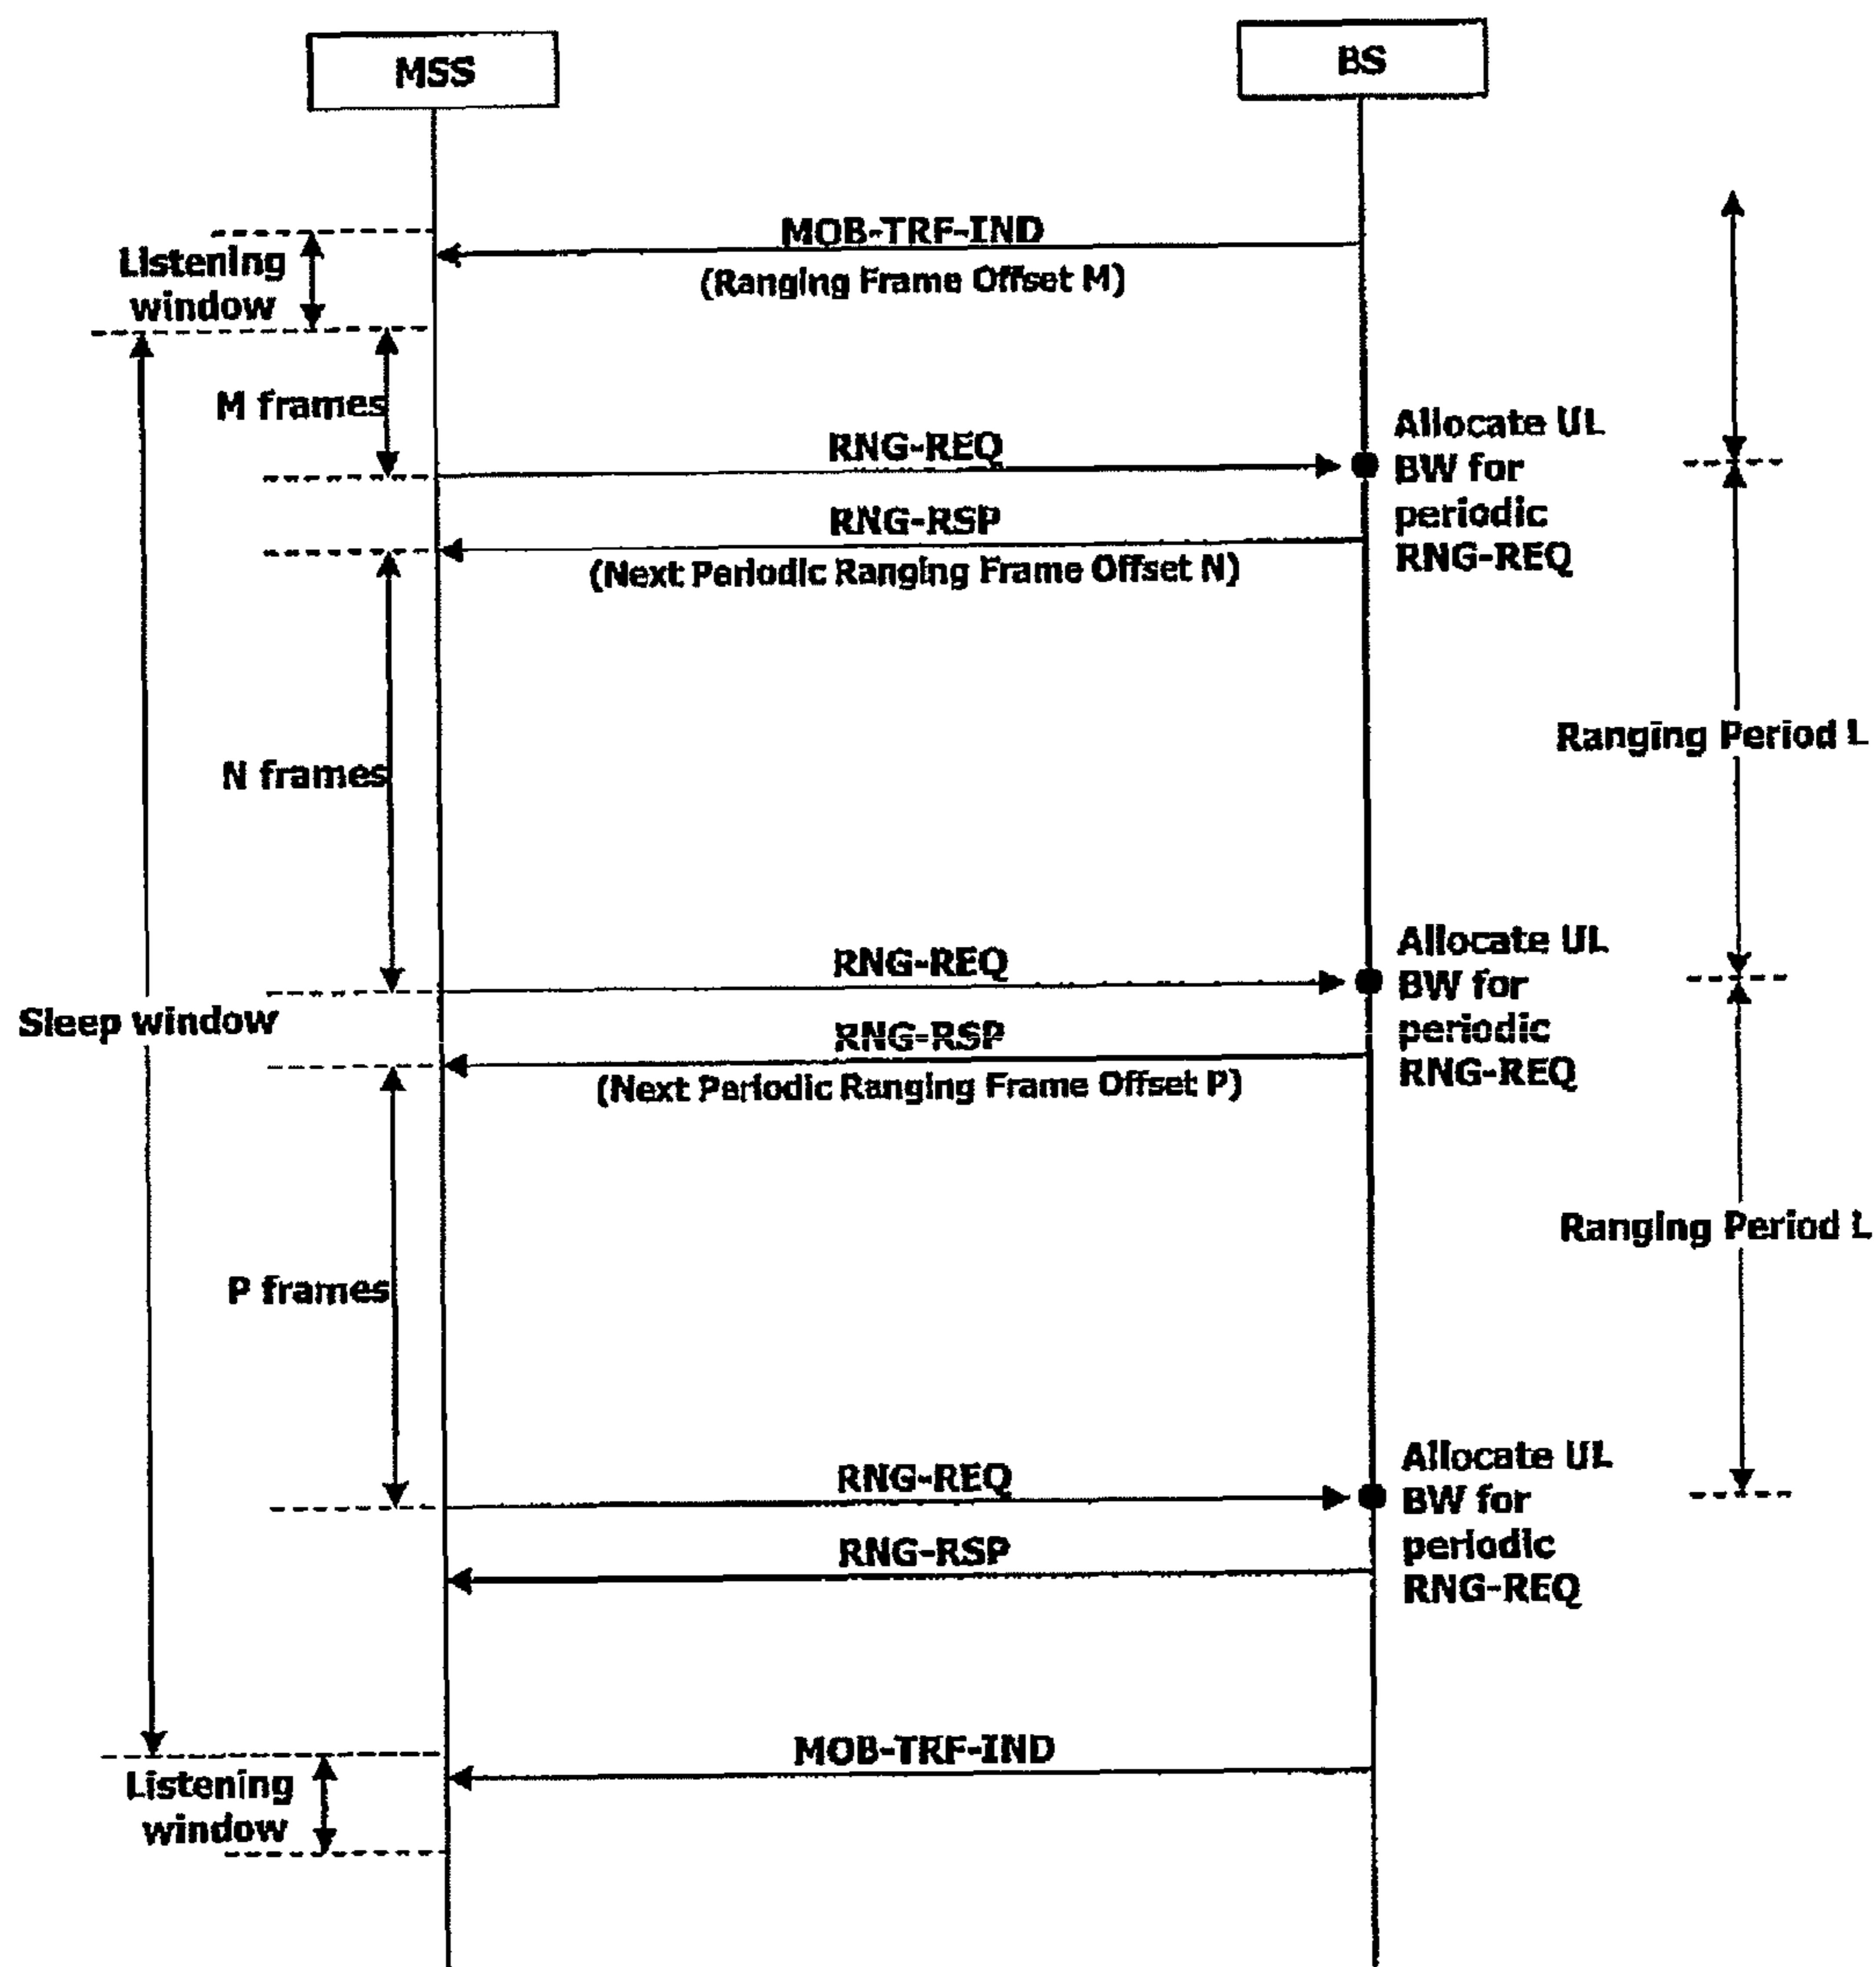 MSS
BS
MOB-TRF-IND
(Ranging Frame Offset M)
Listening
window
M frames
RNG-REQ
Allocate UL
BW for
periodic
RNG-REQ
RNG-RSP
(Next Periodic Ranging Frame Offset N)
Ranging Period L
N frames
RNG-REQ
Allocate UL
BW for
periodic
RNG-REQ
Sleep window
RNG-RSP
(Next Periodic Ranging Frame Offset P)
Ranging Period L
P frames
RNG-REQ
Allocate UL
BW for
periodic
RNG-REQ
RNG-RSP
MOB-TRF-IND
Listening
window